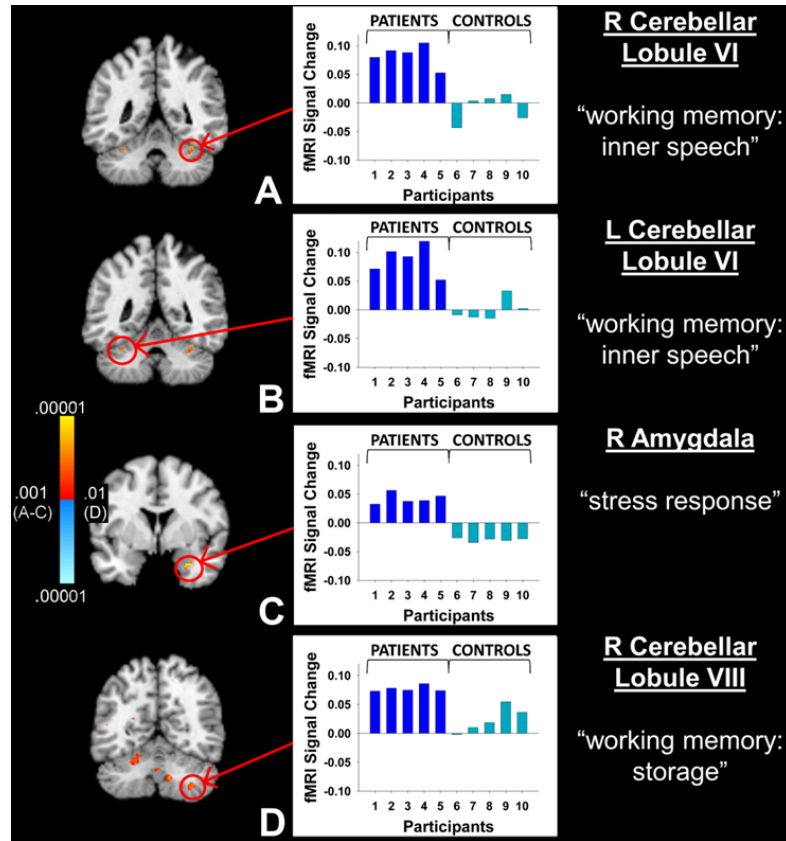 PATIENTS CONTROLS
fMRI Signal Change
0.10
0.05
0.00
-0.05
-0.10
1 2 3 4 5 6 7 8 9 10
Participants
A
R Cerebellar
Lobule VI
“working memory:
inner speech”
PATIENTS CONTROLS
fMRI Signal Change
0.10
0.05
0.00
-0.05
-0.10
1 2 3 4 5 6 7 8 9 10
Participants
B
L Cerebellar
Lobule VI
“working memory:
inner speech”
.00001
.001 .01
(A-C) (D)
.00001
PATIENTS CONTROLS
fMRI Signal Change
0.10
0.05
0.00
-0.05
-0.10
1 2 3 4 5 6 7 8 9 10
Participants
C
R Amygdala
“stress response”
PATIENTS CONTROLS
fMRI Signal Change
0.10
0.05
0.00
-0.05
-0.10
1 2 3 4 5 6 7 8 9 10
Participants
D
R Cerebellar
Lobule VIII
“working memory:
storage”